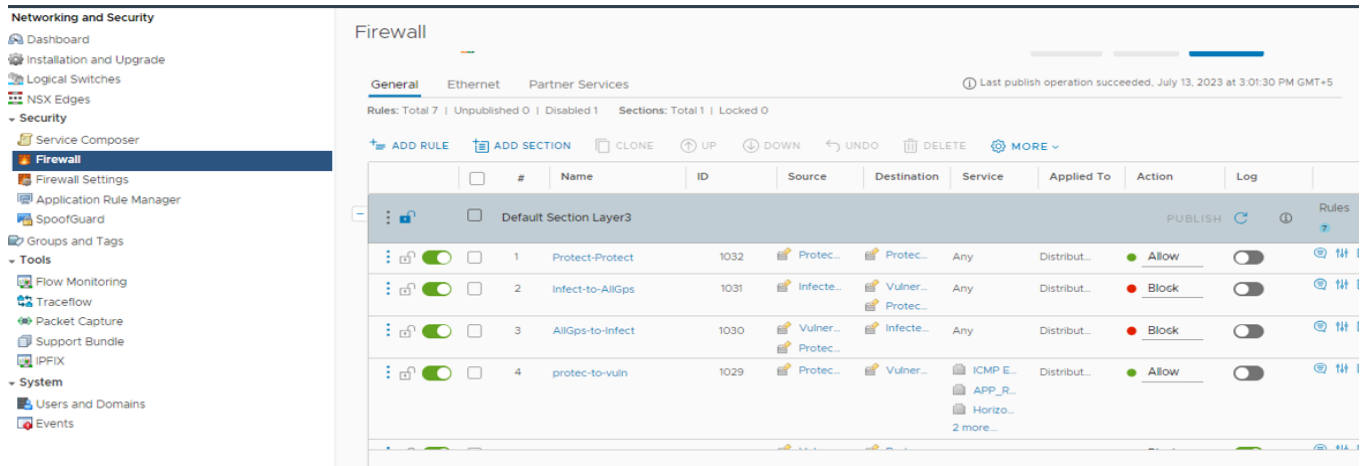 Networking and Security
Dashboard
Installation and Upgrade
Logical Switches
NSX Edges
Security
Service Composer
Firewall
Firewall Settings
Application Rule Manager
SpoofGuard
Groups and Tags
Tools
Flow Monitoring
Traceflow
Packet Capture
Support Bundle
IPFIX
System
Users and Domains
Events
Firewall
General Ethernet Partner Services
Last publish operation succeeded, July 13, 2023 at 3:01:30 PM GMT+5
Rules: Total 7 | Unpublished 0 | Disabled 1 Sections: Total 1 | Locked 0
ADD RULE ADD SECTION CLONE UP DOWN UNDO DELETE MORE
# Name ID Source Destination Service Applied To Action Log
Default Section Layer3 PUBLISH Rules
7
1 Protect-Protect 1032 Protec... Protec... Any Distribut... Allow
2 Infect-to-AllGps 1031 Infecte... Vulner... Any Distribut... Block
Protec...
3 AllGps-to-Infect 1030 Vulner... Infecte... Any Distribut... Block
Protec...
4 protec-to-vuln 1029 Protec... Vulner... ICMP E... Distribut... Allow
APP_R...
Horizo...
2 more...